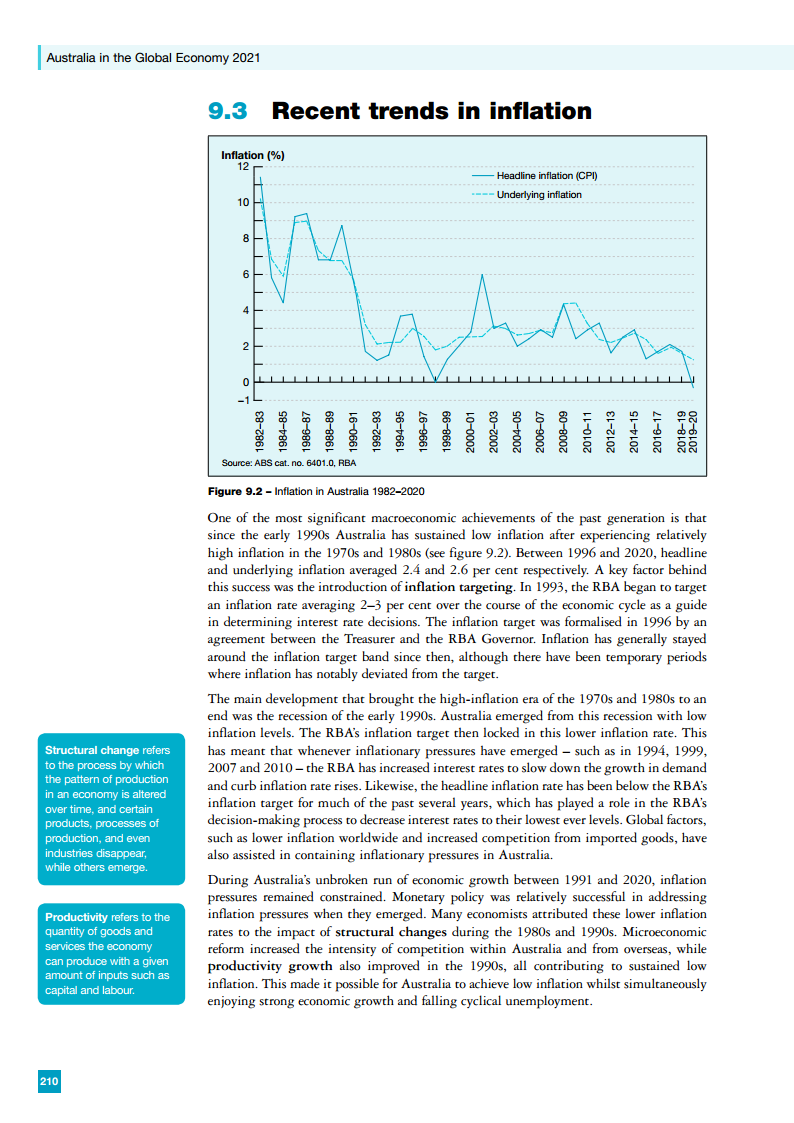 Australia in the Global Economy 2021
9.3 Recent trends in inflation
Inflation (%)
12
10
8
6
4
2
0
–1
Headline inflation (CPI)
Underlying inflation
1982–83
1984–85
1986–87
1988–89
1990–91
1992–93
1994–95
1996–97
1998–99
2000–01
2002–03
2004–05
2006–07
2008–09
2010–11
2012–13
2014–15
2016–17
2018–19
2019–20
Source: ABS cat. no. 6401.0, RBA
Figure 9.2 – Inflation in Australia 1982–2020
One of the most significant macroeconomic achievements of the past generation is that
since the early 1990s Australia has sustained low inflation after experiencing relatively
high inflation in the 1970s and 1980s (see figure 9.2). Between 1996 and 2020, headline
and underlying inflation averaged 2.4 and 2.6 per cent respectively. A key factor behind
this success was the introduction of inflation targeting. In 1993, the RBA began to target
an inflation rate averaging 2–3 per cent over the course of the economic cycle as a guide
in determining interest rate decisions. The inflation target was formalised in 1996 by an
agreement between the Treasurer and the RBA Governor. Inflation has generally stayed
around the inflation target band since then, although there have been temporary periods
where inflation has notably deviated from the target.
The main development that brought the high-inflation era of the 1970s and 1980s to an
end was the recession of the early 1990s. Australia emerged from this recession with low
inflation levels. The RBA's inflation target then locked in this lower inflation rate. This
has meant that whenever inflationary pressures have emerged – such as in 1994, 1999,
2007 and 2010 – the RBA has increased interest rates to slow down the growth in demand
and curb inflation rate rises. Likewise, the headline inflation rate has been below the RBA's
inflation target for much of the past several years, which has played a role in the RBA's
decision-making process to decrease interest rates to their lowest ever levels. Global factors,
such as lower inflation worldwide and increased competition from imported goods, have
also assisted in containing inflationary pressures in Australia.
During Australia's unbroken run of economic growth between 1991 and 2020, inflation
pressures remained constrained. Monetary policy was relatively successful in addressing
inflation pressures when they emerged. Many economists attributed these lower inflation
rates to the impact of structural changes during the 1980s and 1990s. Microeconomic
reform increased the intensity of competition within Australia and from overseas, while
productivity growth also improved in the 1990s, all contributing to sustained low
inflation. This made it possible for Australia to achieve low inflation whilst simultaneously
enjoying strong economic growth and falling cyclical unemployment.
Structural change refers
to the process by which
the pattern of production
in an economy is altered
over time, and certain
products, processes of
production, and even
industries disappear,
while others emerge.
Productivity refers to the
quantity of goods and
services the economy
can produce with a given
amount of inputs such as
capital and labour.
210